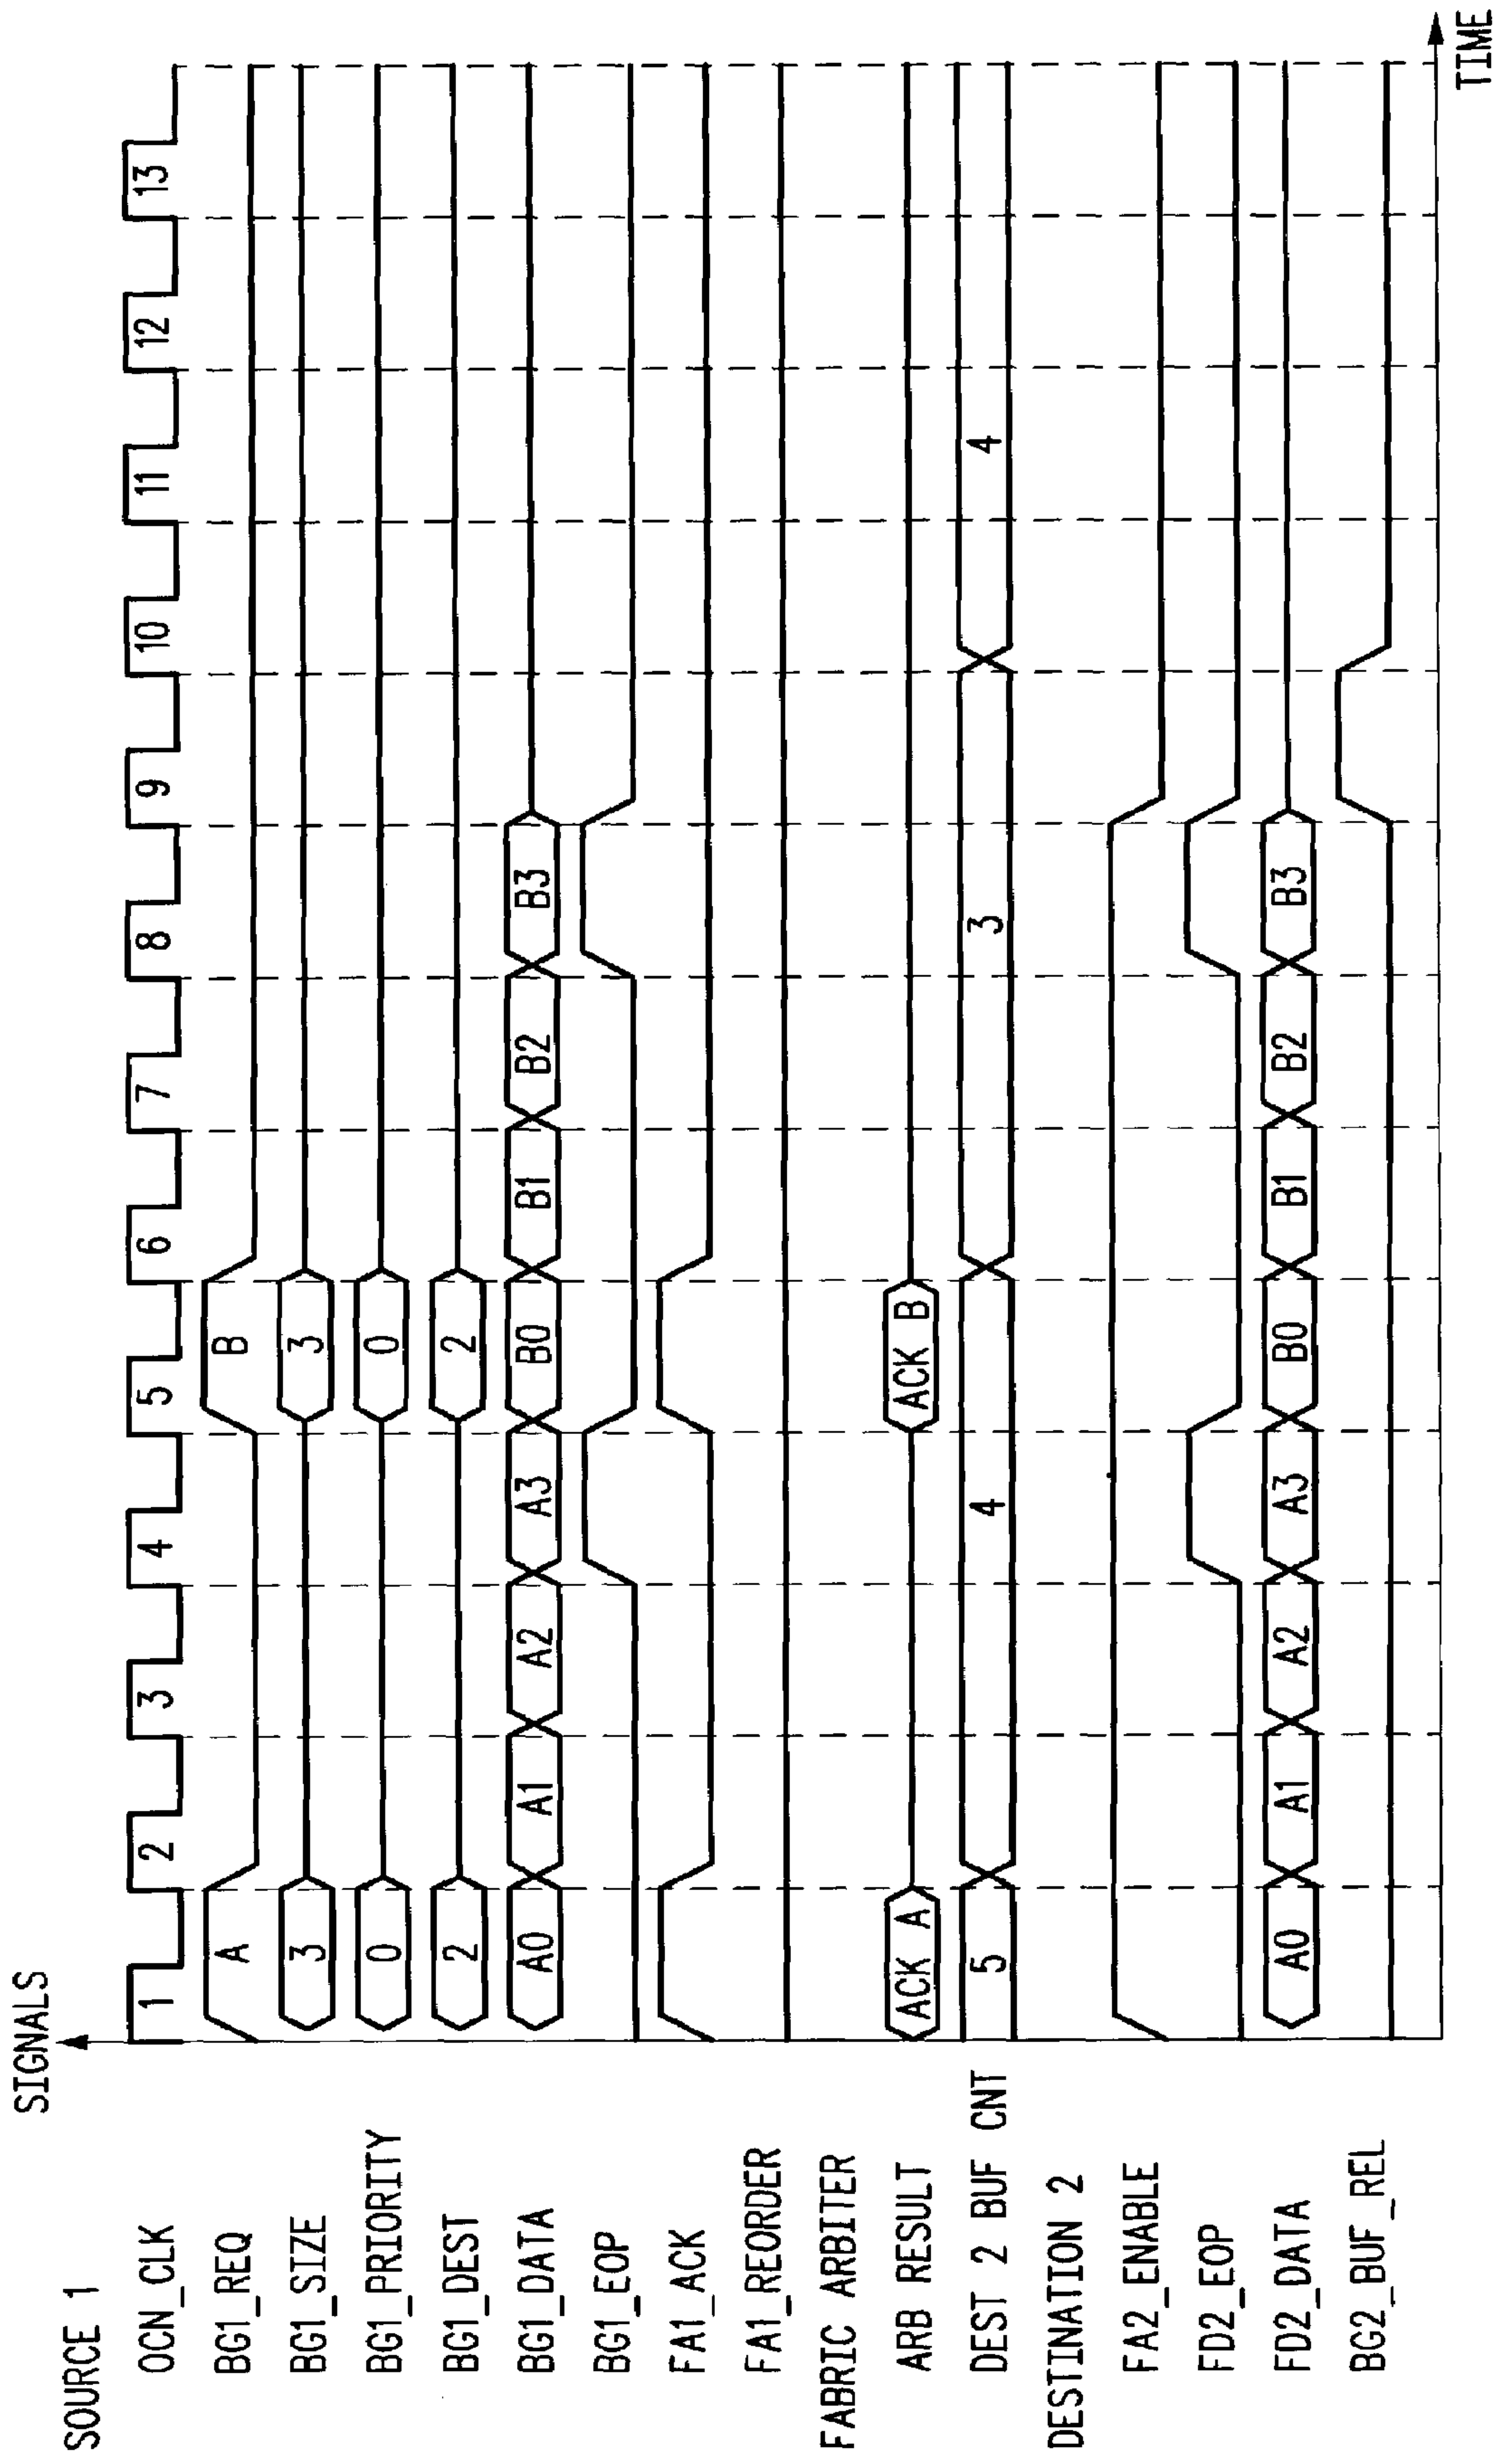 SIGNALS
SOURCE 1
OCN_CLK 1 2 3 4 5 6 7 8 9 10 11 12 13
BG1_REQ A B
BG1_SIZE 3 3
BG1_PRIORITY 0 0
BG1_DEST 2 2
BG1_DATA A0 A1 A2 A3 B0 B1 B2 B3
BG1_EOP
FA1_ACK
FA1_REORDER
FABRIC ARBITER
ARB RESULT ACK A ACK B
DEST 2 BUF CNT 5 4 3 4
DESTINATION 2
FA2_ENABLE
FD2_EOP
FD2_DATA A0 A1 A2 A3 B0 B1 B2 B3
BG2_BUF_REL
TIME